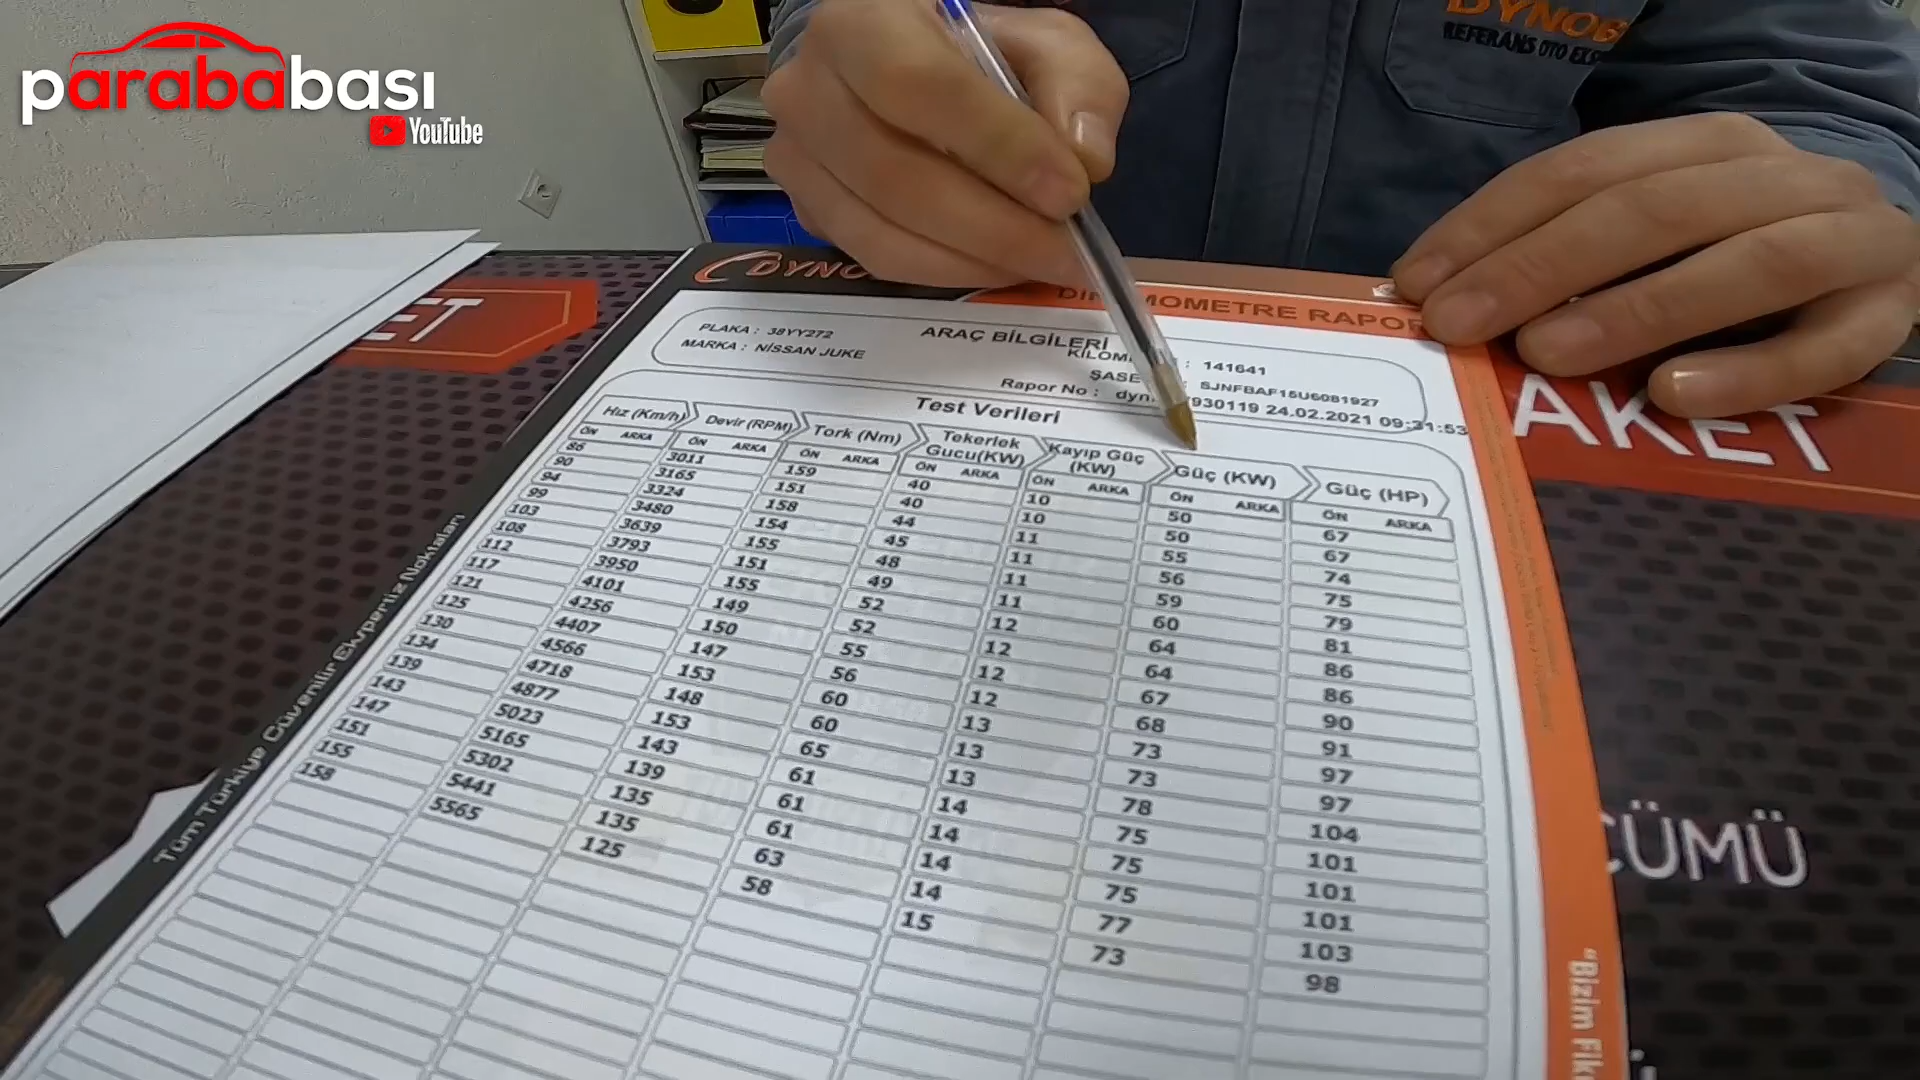 parababası
YouTube
DYNOB
REFERANS OTO EKS
DYNO
DİNAMOMETRE RAPOR
ET
AKET
ÇÜMÜ
PLAKA : 38YY272
MARKA : NİSSAN JUKE
ARAÇ BİLGİLERİ
KİLOM : 141641
ŞASE : SJNFBAF15U6081927
Rapor No : dyn 1930119 24.02.2021 09:31:53
Test Verileri
Hız (Km/h) Devir (RPM) Tork (Nm) Tekerlek Gucu(KW) Kayıp Güç (KW) Güç (KW) Güç (HP)
ÖN ARKA ÖN ARKA ÖN ARKA ÖN ARKA ÖN ARKA ÖN ARKA ÖN ARKA
86 3011 159 40 10 50 67
90 3165 151 40 10 50 67
94 3324 158 44 11 55 74
99 3480 154 45 11 56 75
103 3639 155 48 11 59 79
108 3793 151 49 11 60 81
112 3950 155 52 12 64 86
117 4101 149 52 12 64 86
121 4256 150 55 12 67 90
125 4407 147 56 12 68 91
130 4566 153 60 13 73 97
134 4718 148 60 13 73 97
139 4877 153 65 13 78 104
143 5023 143 61 14 75 101
147 5165 139 61 14 75 101
151 5302 135 61 14 75 101
155 5441 135 63 14 77 103
158 5565 125 58 15 73 98
Tüm Türkiye Güvenilir Ekspertiz Noktaları
"Bizim Fik